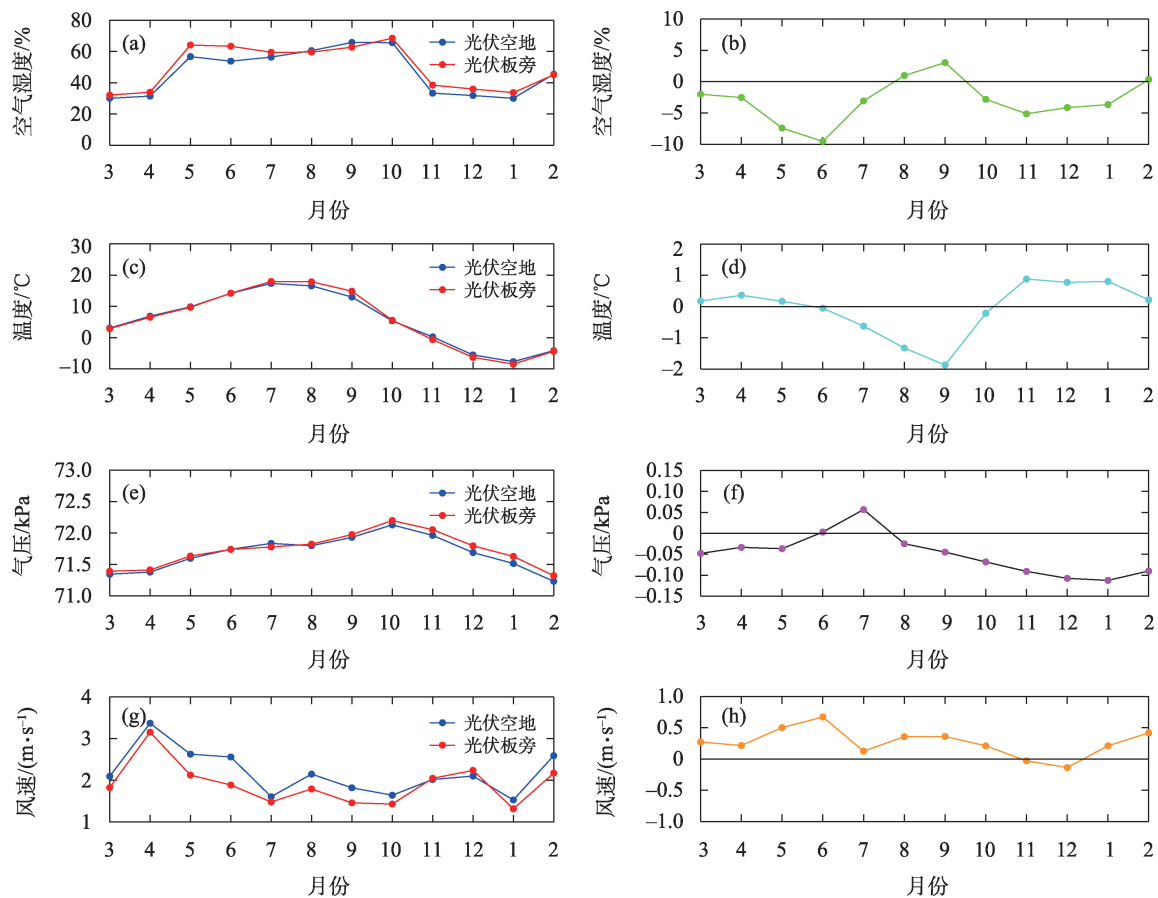 空气湿度/%
80
60
40
20
0
(a)
光伏空地
光伏板旁
3 4 5 6 7 8 9 10 11 12 1 2
月份
空气湿度/%
10
5
0
−5
−10
(b)
3 4 5 6 7 8 9 10 11 12 1 2
月份
温度/℃
30
20
10
0
−10
(c)
光伏空地
光伏板旁
3 4 5 6 7 8 9 10 11 12 1 2
月份
温度/℃
2
1
0
−1
−2
(d)
3 4 5 6 7 8 9 10 11 12 1 2
月份
气压/kPa
73.0
72.5
72.0
71.5
71.0
(e)
光伏空地
光伏板旁
3 4 5 6 7 8 9 10 11 12 1 2
月份
气压/kPa
0.15
0.10
0.05
0
−0.05
−0.10
−0.15
(f)
3 4 5 6 7 8 9 10 11 12 1 2
月份
风速/(m·s⁻¹)
4
3
2
1
(g)
光伏空地
光伏板旁
3 4 5 6 7 8 9 10 11 12 1 2
月份
风速/(m·s⁻¹)
1.0
0.5
0
−0.5
−1.0
(h)
3 4 5 6 7 8 9 10 11 12 1 2
月份